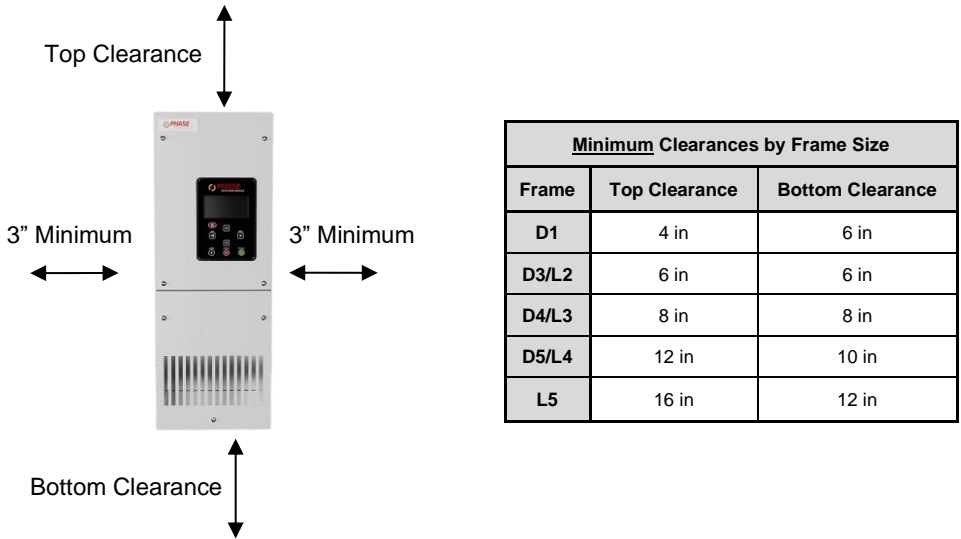 Top Clearance
PHASE
PHASE
3” Minimum
3” Minimum
Bottom Clearance
Minimum Clearances by Frame Size
Frame Top Clearance Bottom Clearance
D1 4 in 6 in
D3/L2 6 in 6 in
D4/L3 8 in 8 in
D5/L4 12 in 10 in
L5 16 in 12 in